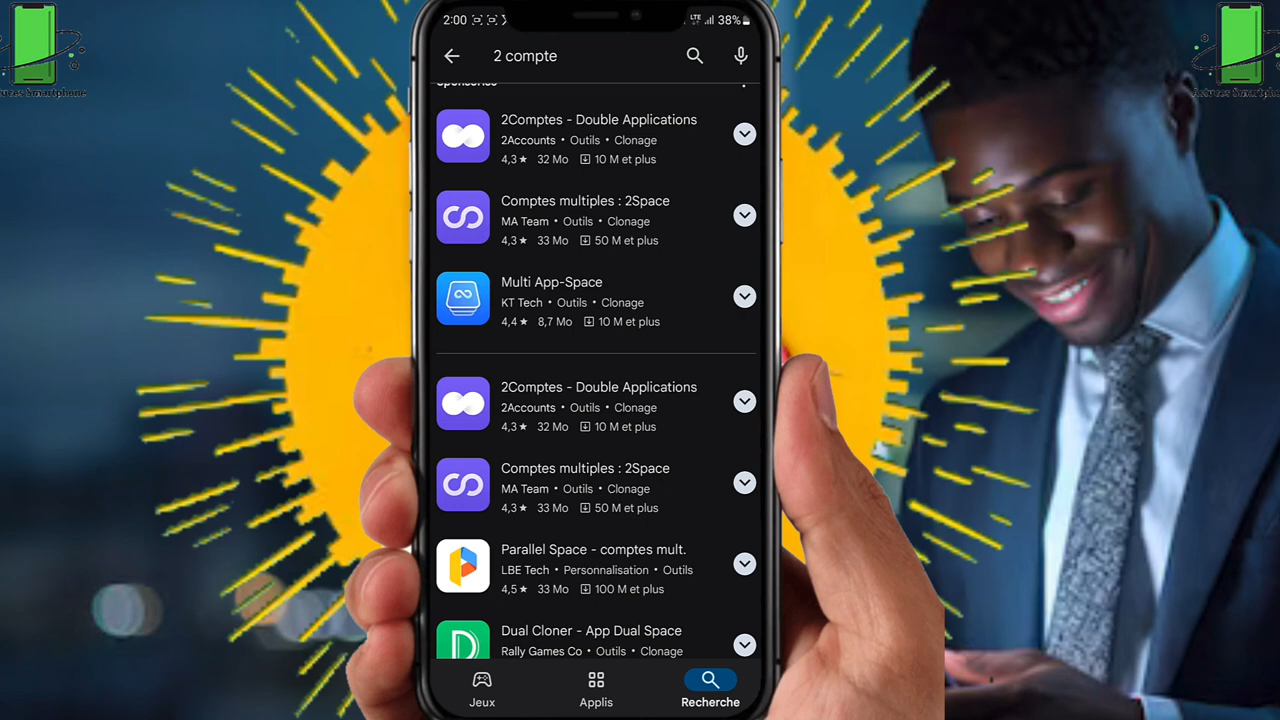 2:00
LTE 38%
2 compte
2Comptes - Double Applications
2Accounts • Outils • Clonage
4,3★ 32 Mo 10 M et plus
Comptes multiples : 2Space
MA Team • Outils • Clonage
4,3★ 33 Mo 50 M et plus
Multi App-Space
KT Tech • Outils • Clonage
4,4★ 8,7 Mo 10 M et plus
2Comptes - Double Applications
2Accounts • Outils • Clonage
4,3★ 32 Mo 10 M et plus
Comptes multiples : 2Space
MA Team • Outils • Clonage
4,3★ 33 Mo 50 M et plus
Parallel Space - comptes mult.
LBE Tech • Personnalisation • Outils
4,5★ 33 Mo 100 M et plus
Dual Cloner - App Dual Space
Rally Games Co • Outils • Clonage
Jeux
Applis
Recherche